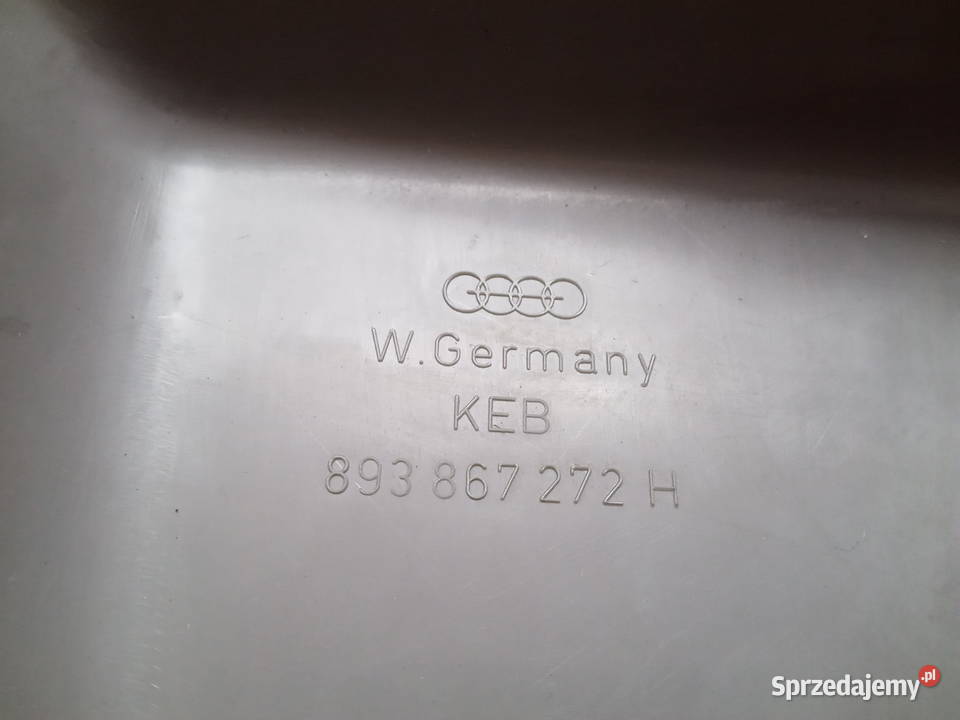 W.Germany
KEB
893 867 272 H
Sprzedajemy.pl